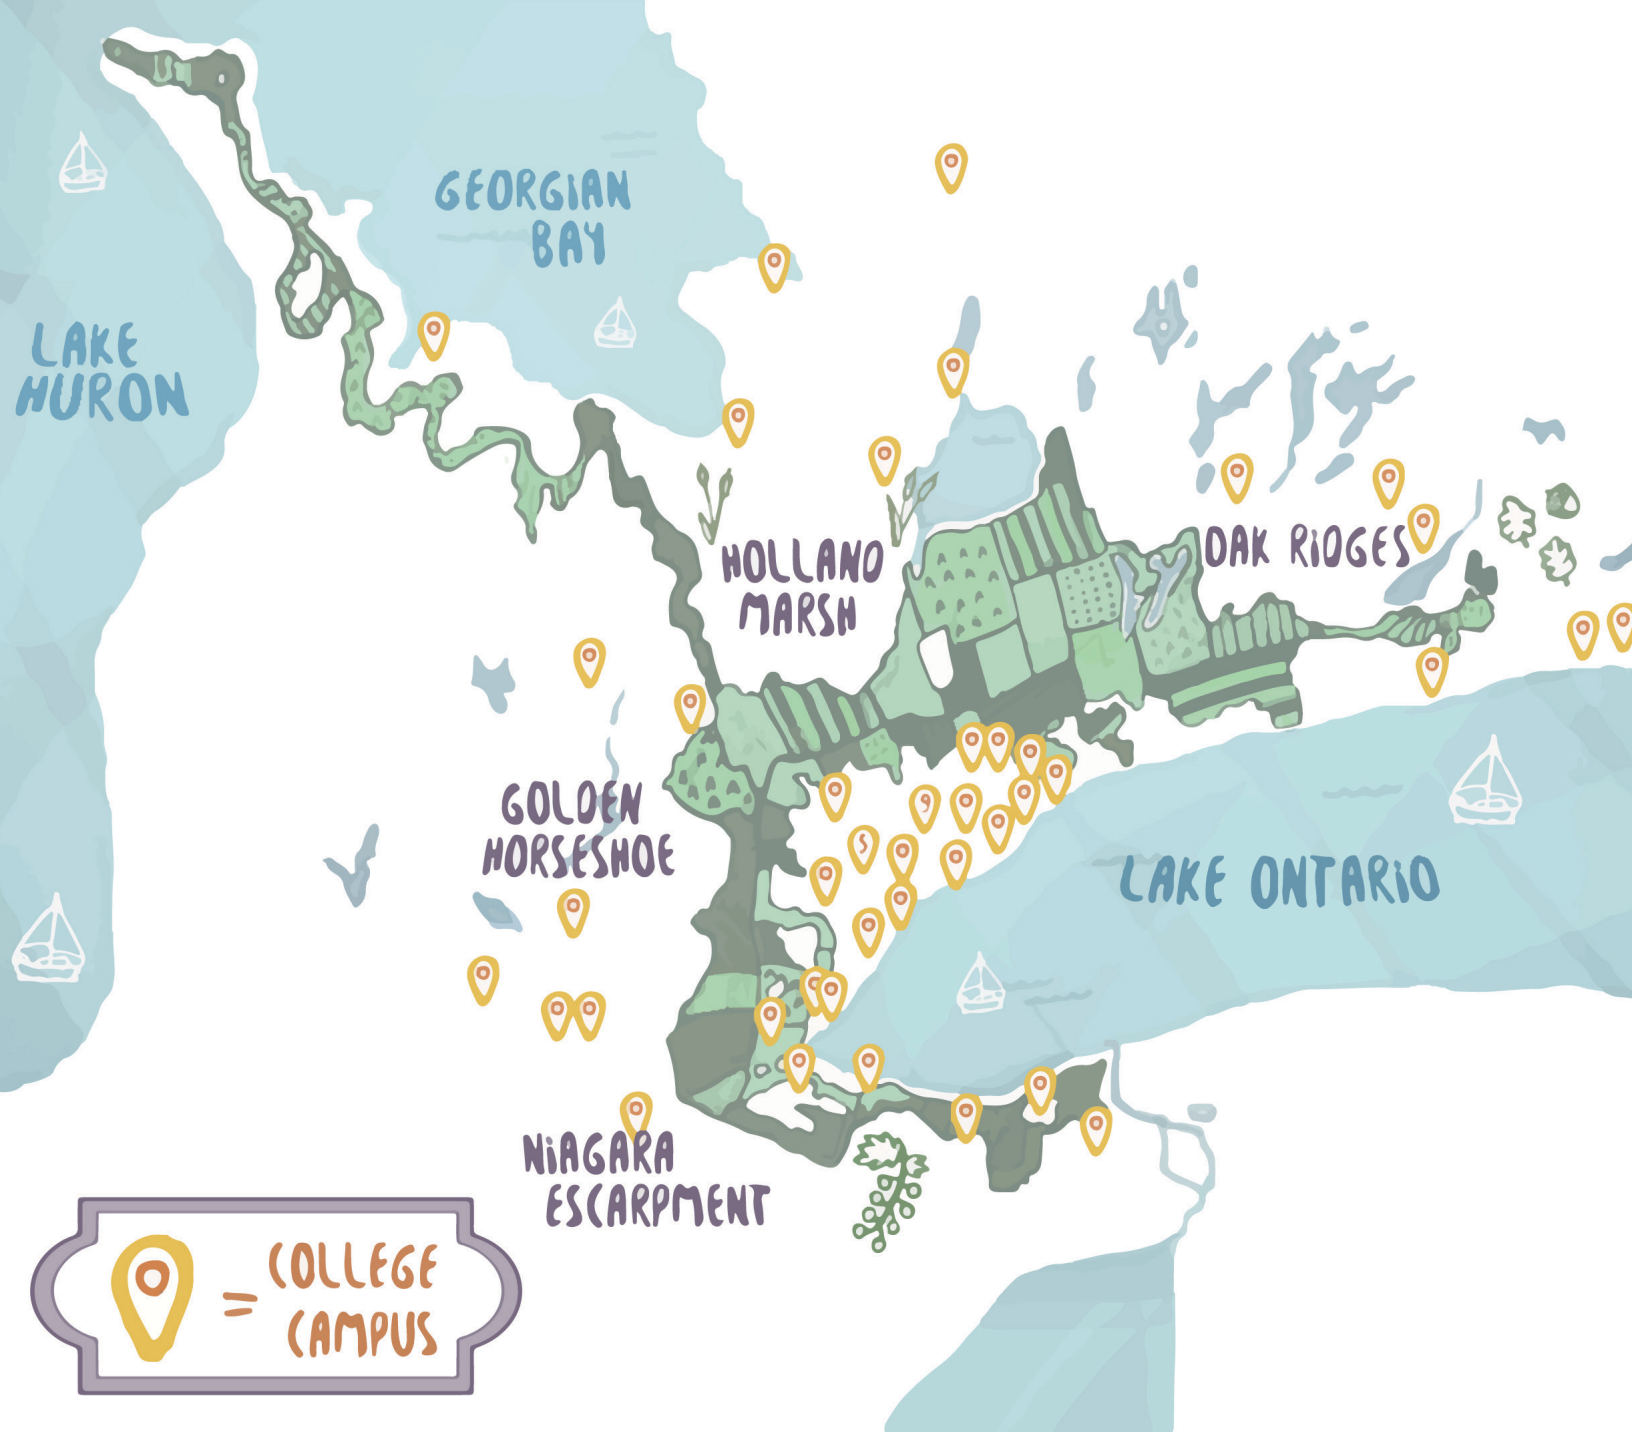 GEORGIAN
BAY
LAKE
HURON
HOLLAND
MARSH
OAK RIDGES
GOLDEN
HORSESHOE
LAKE ONTARIO
NIAGARA
ESCARPMENT
= COLLEGE
CAMPUS